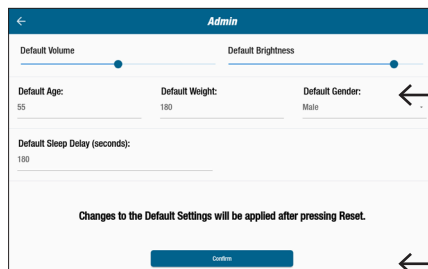 Admin
Default Volume Default Brightness
Default Age: Default Weight: Default Gender:
55 180 Male
Default Sleep Delay (seconds):
180
Changes to the Default Settings will be applied after pressing Reset.
Confirm